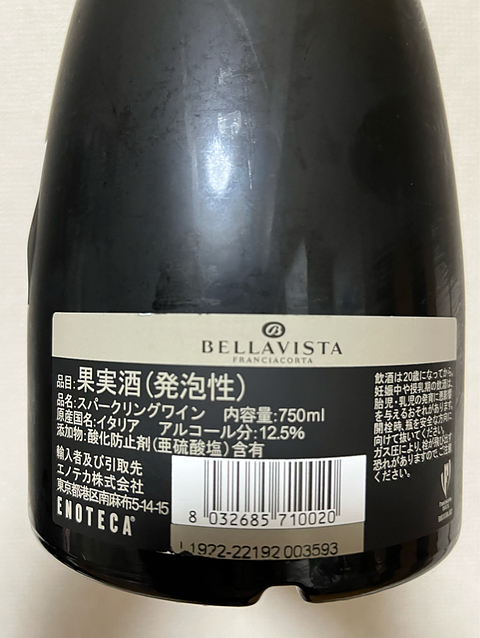 B
BELLAVISTA
FRANCIACORTA
品目:果実酒(発泡性)
品名:スパークリングワイン 内容量:750ml
原産国名:イタリア アルコール分:12.5%
添加物:酸化防止剤(亜硫酸塩)含有
輸入者及び引取先
エノテカ株式会社
東京都港区南麻布5-14-15
ENOTECA
8 032685 710020
L1922-22192 003593
飲酒は20歳になってから。
妊娠中や授乳期の飲酒は、
胎児・乳児の発育に悪影響
を与えるおそれがあります。
開栓時、瓶を安全な方向に
向けて抜いてください。
ガス圧により、栓が飛び出す
恐れがありますのでご注意
ください。